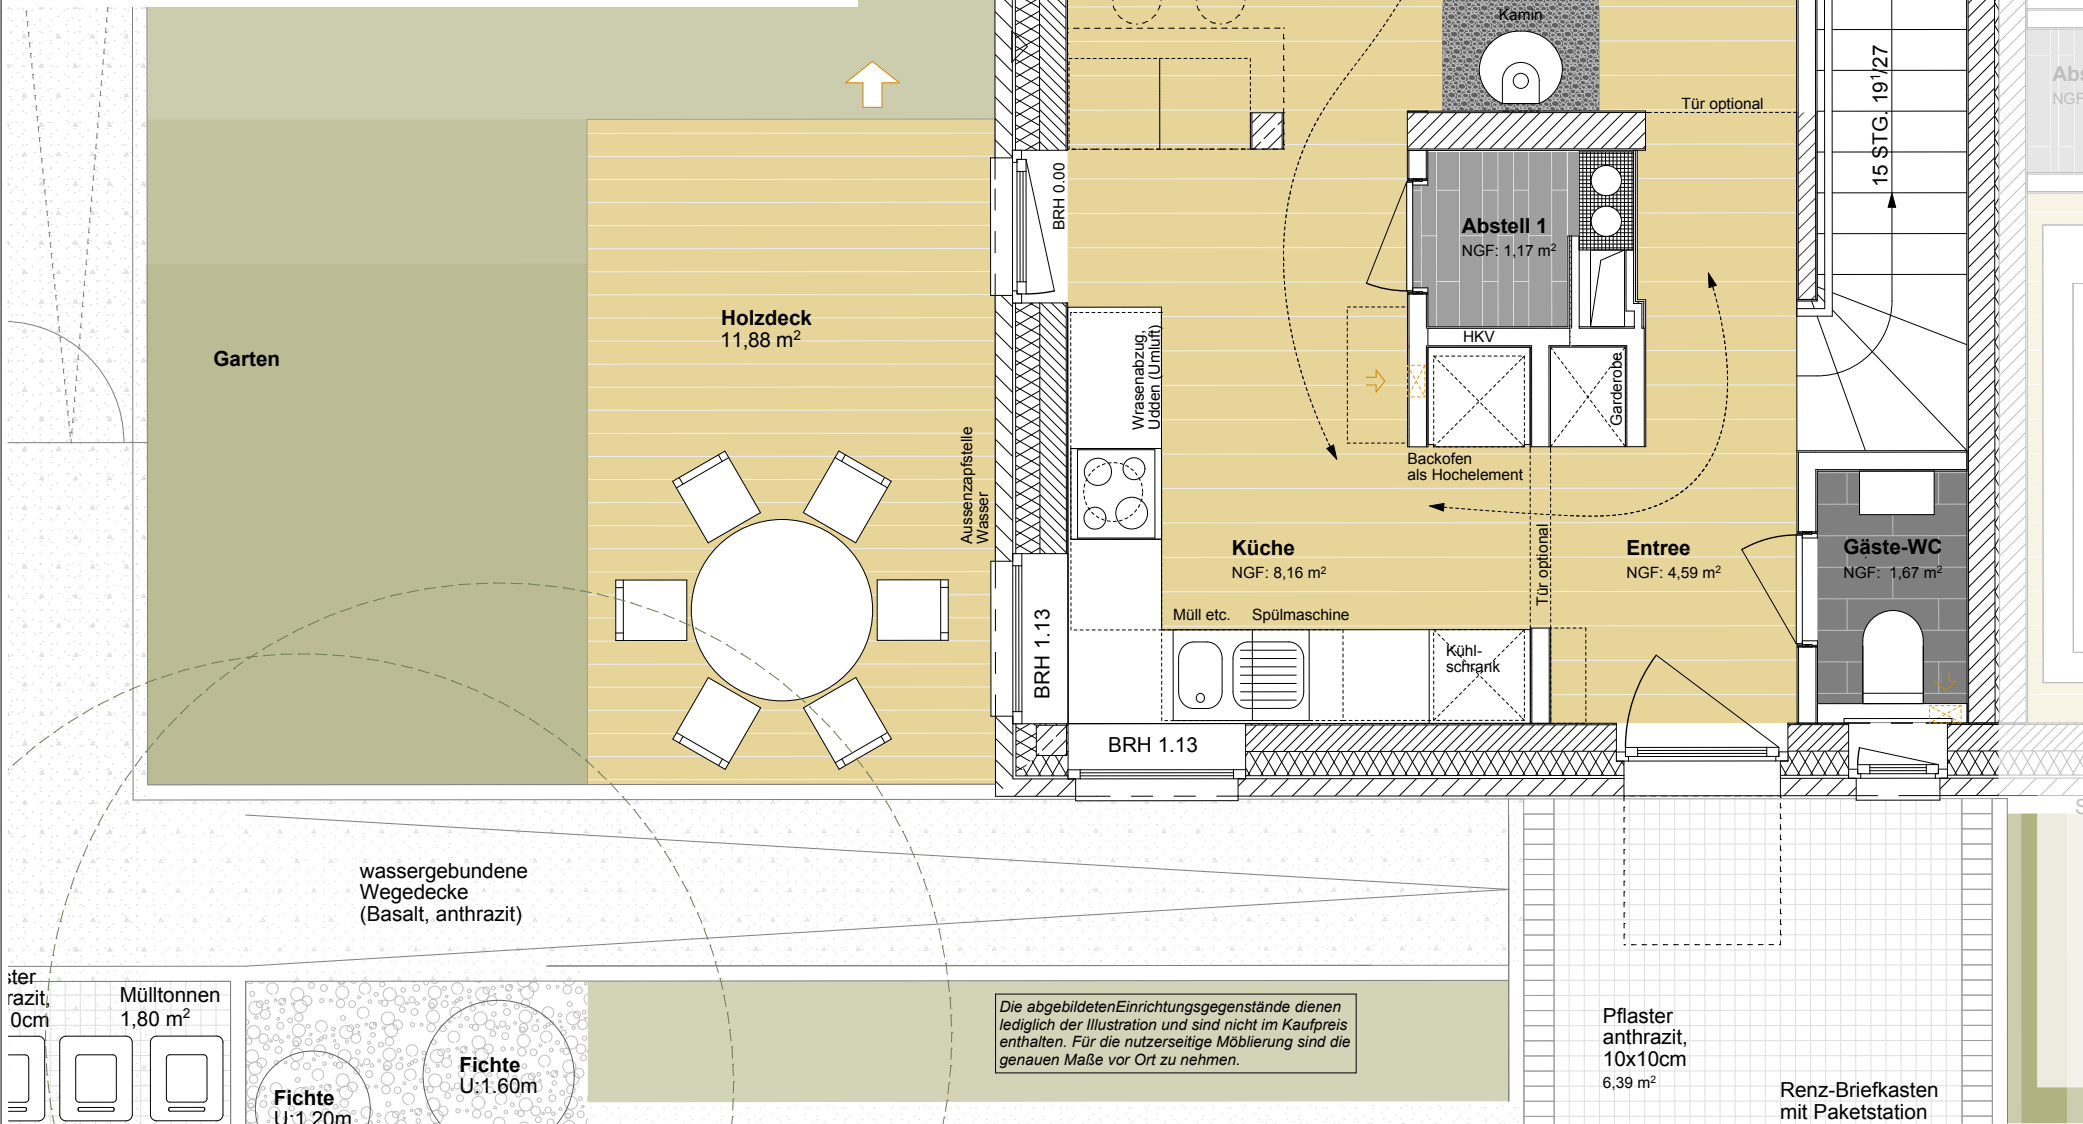 Kamin
Tür optional
15 STG. 19¹/27
BRH 0.00
Abstell 1
NGF: 1,17 m²
Holzdeck
11,88 m²
Garten
Wrasenabzug,
Udden (Umluft)
HKV
Garderobe
Aussenzapfstelle
Wasser
Backofen
als Hochelement
Küche
NGF: 8,16 m²
Tür optional
Entree
NGF: 4,59 m²
Gäste-WC
NGF: 1,67 m²
Müll etc.
Spülmaschine
Kühl-
schrank
BRH 1.13
BRH 1.13
wassergebundene
Wegedecke
(Basalt, anthrazit)
Mülltonnen
1,80 m²
Fichte
U:1.60m
Fichte
U:1.20m
Die abgebildetenEinrichtungsgegenstände dienen
lediglich der Illustration und sind nicht im Kaufpreis
enthalten. Für die nutzerseitige Möblierung sind die
genauen Maße vor Ort zu nehmen.
Pflaster
anthrazit,
10x10cm
6,39 m²
Renz-Briefkasten
mit Paketstation